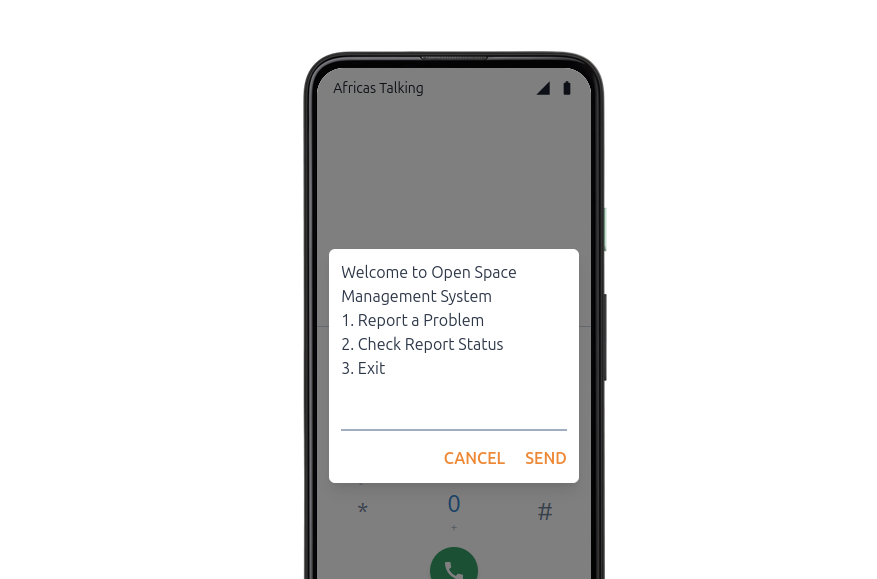 Africas Talking
Welcome to Open Space
Management System
1. Report a Problem
2. Check Report Status
3. Exit
CANCEL SEND
* 0 #
+